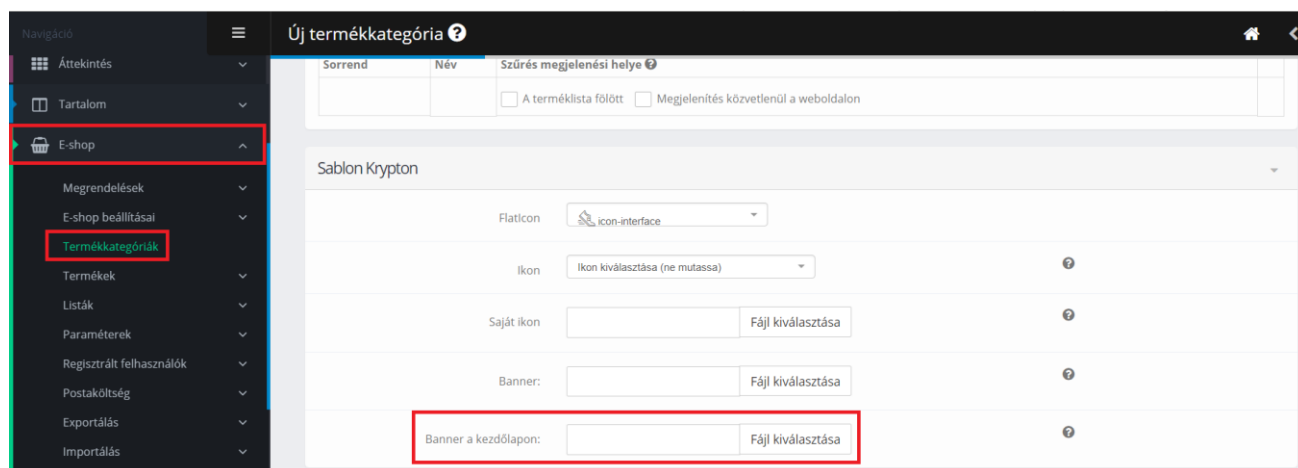 Navigáció
Új termékkategória
Áttekintés
Sorrend Név Szűrés megjelenési helye
A terméklista fölött Megjelenítés közvetlenül a weboldalon
Tartalom
E-shop
Sablon Krypton
Megrendelések
E-shop beállításai
FlatIcon icon-interface
Termékkategóriák
Termékek
Ikon Ikon kiválasztása (ne mutassa)
Listák
Saját ikon Fájl kiválasztása
Paraméterek
Regisztrált felhasználók
Banner: Fájl kiválasztása
Postaköltség
Exportálás
Banner a kezdőlapon: Fájl kiválasztása
Importálás